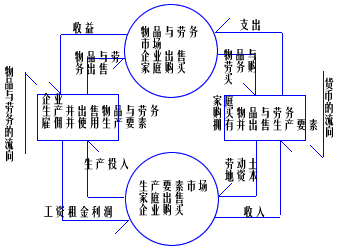 收益
支出
物品与劳务
市场
企业出售
家庭购买
物品与劳
务出售
物品与
劳务购
买
企业
生产并出售物品与劳务
雇佣并使用生产要素
家庭
购买并物品与劳务
拥有并出售生产要素
物品与劳务的流向
货币的流向
生产投入
生产要素市场
家庭出售
企业购买
劳动土
地资本
工资租金利润
收入